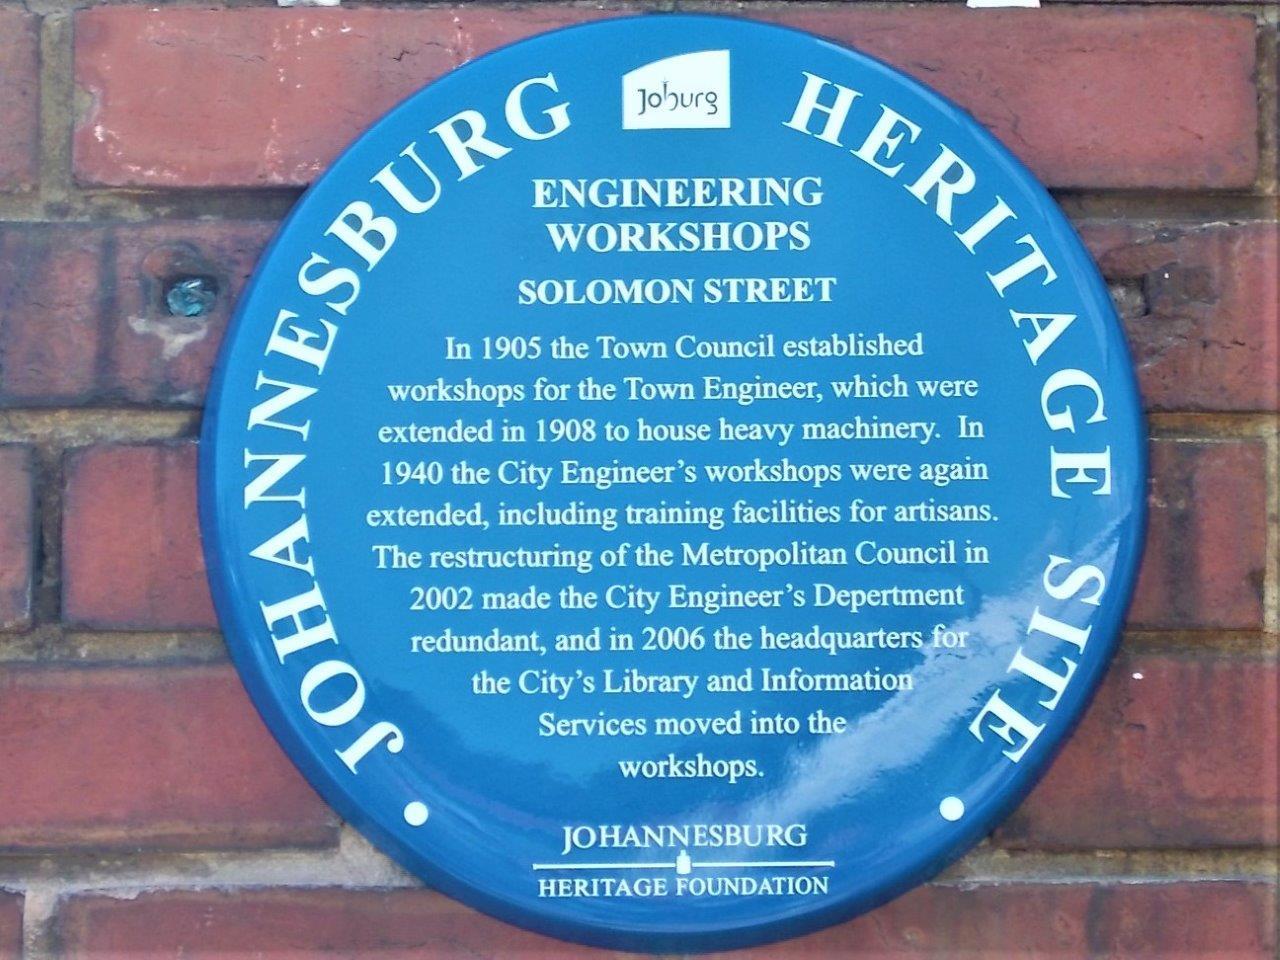 JOHANNESBURG HERITAGE SITE
Joburg
ENGINEERING
WORKSHOPS
SOLOMON STREET
In 1905 the Town Council established
workshops for the Town Engineer, which were
extended in 1908 to house heavy machinery. In
1940 the City Engineer's workshops were again
extended, including training facilities for artisans.
The restructuring of the Metropolitan Council in
2002 made the City Engineer's Depertment
redundant, and in 2006 the headquarters for
the City's Library and Information
Services moved into the
workshops.
JOHANNESBURG
HERITAGE FOUNDATION